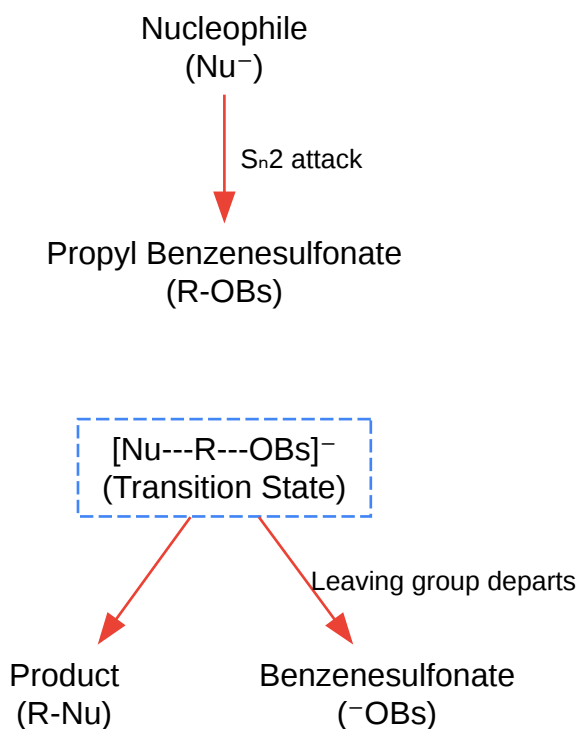 Nucleophile
(Nu⁻)
Sₙ2 attack
Propyl Benzenesulfonate
(R-OBs)
[Nu---R---OBs]⁻
(Transition State)
Leaving group departs
Product
(R-Nu)
Benzenesulfonate
(⁻OBs)